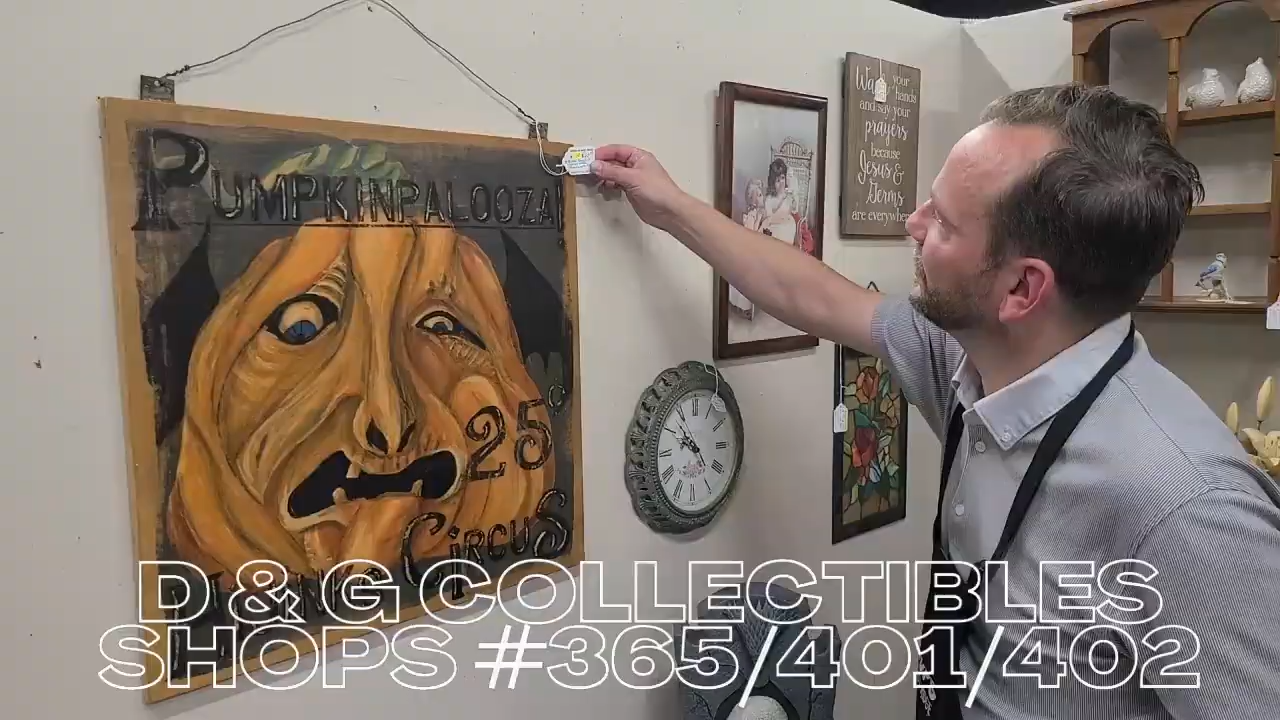 PUMPKINPALOOZA!
25¢
CIRCUS
Wash your hands
and say your
prayers
because
Jesus &
Germs
are everywhere
D & G COLLECTIBLES
SHOPS #365/401/402